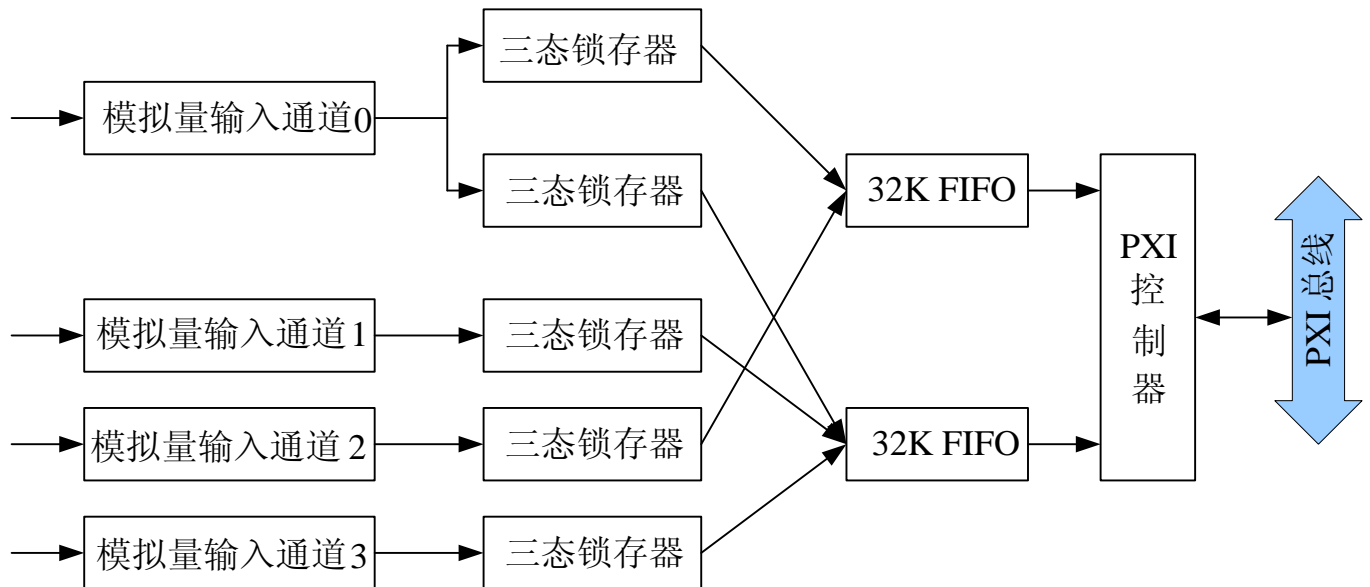 三态锁存器
模拟量输入通道0
三态锁存器
32K FIFO
模拟量输入通道1
三态锁存器
模拟量输入通道2
三态锁存器
32K FIFO
模拟量输入通道3
三态锁存器
PXI
控
制
器
PXI 总线